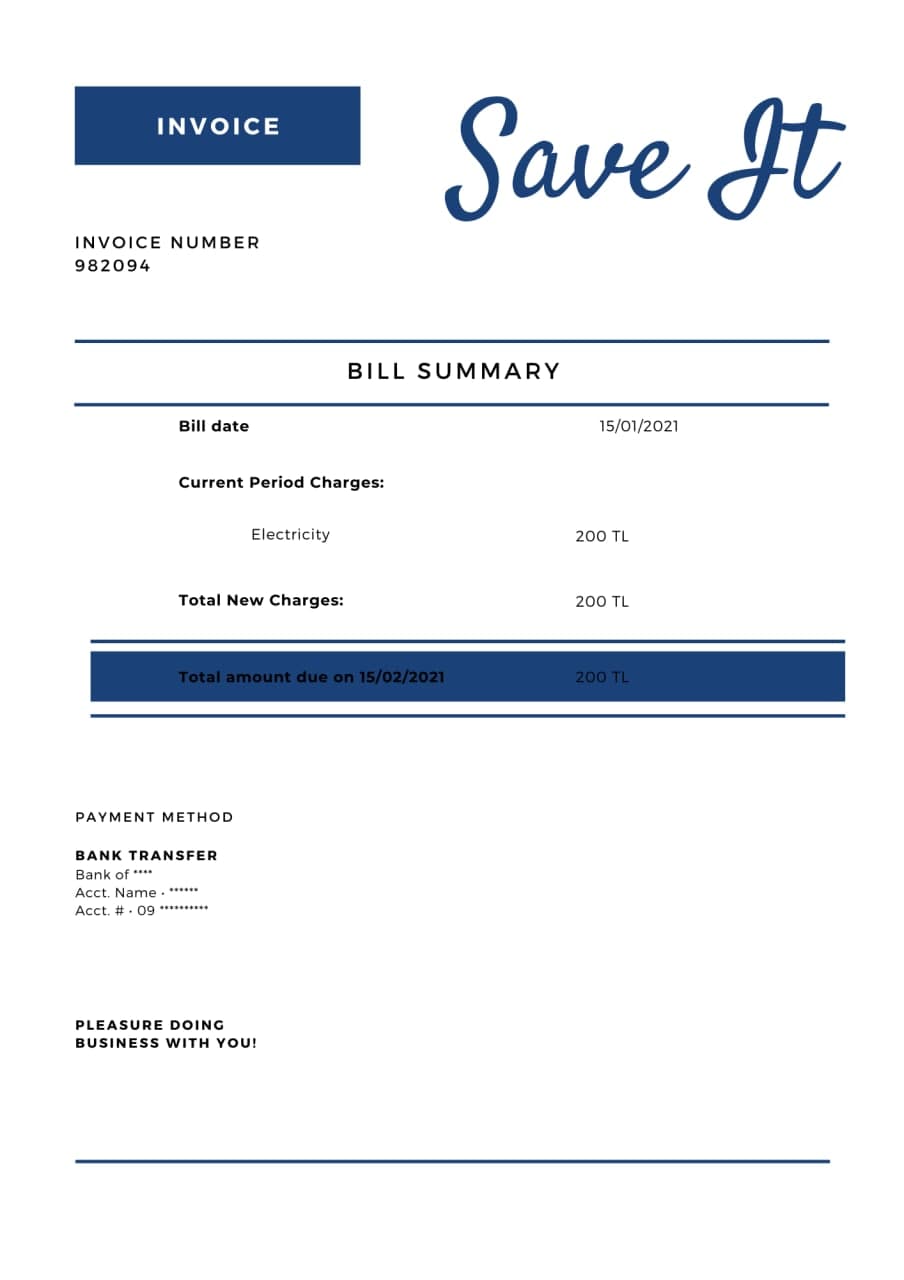 INVOICE
Save It
INVOICE NUMBER
982094
BILL SUMMARY
Bill date 15/01/2021
Current Period Charges:
Electricity 200 TL
Total New Charges: 200 TL
Total amount due on 15/02/2021 200 TL
PAYMENT METHOD
BANK TRANSFER
Bank of ****
Acct. Name • ******
Acct. # • 09 **********
PLEASURE DOING
BUSINESS WITH YOU!